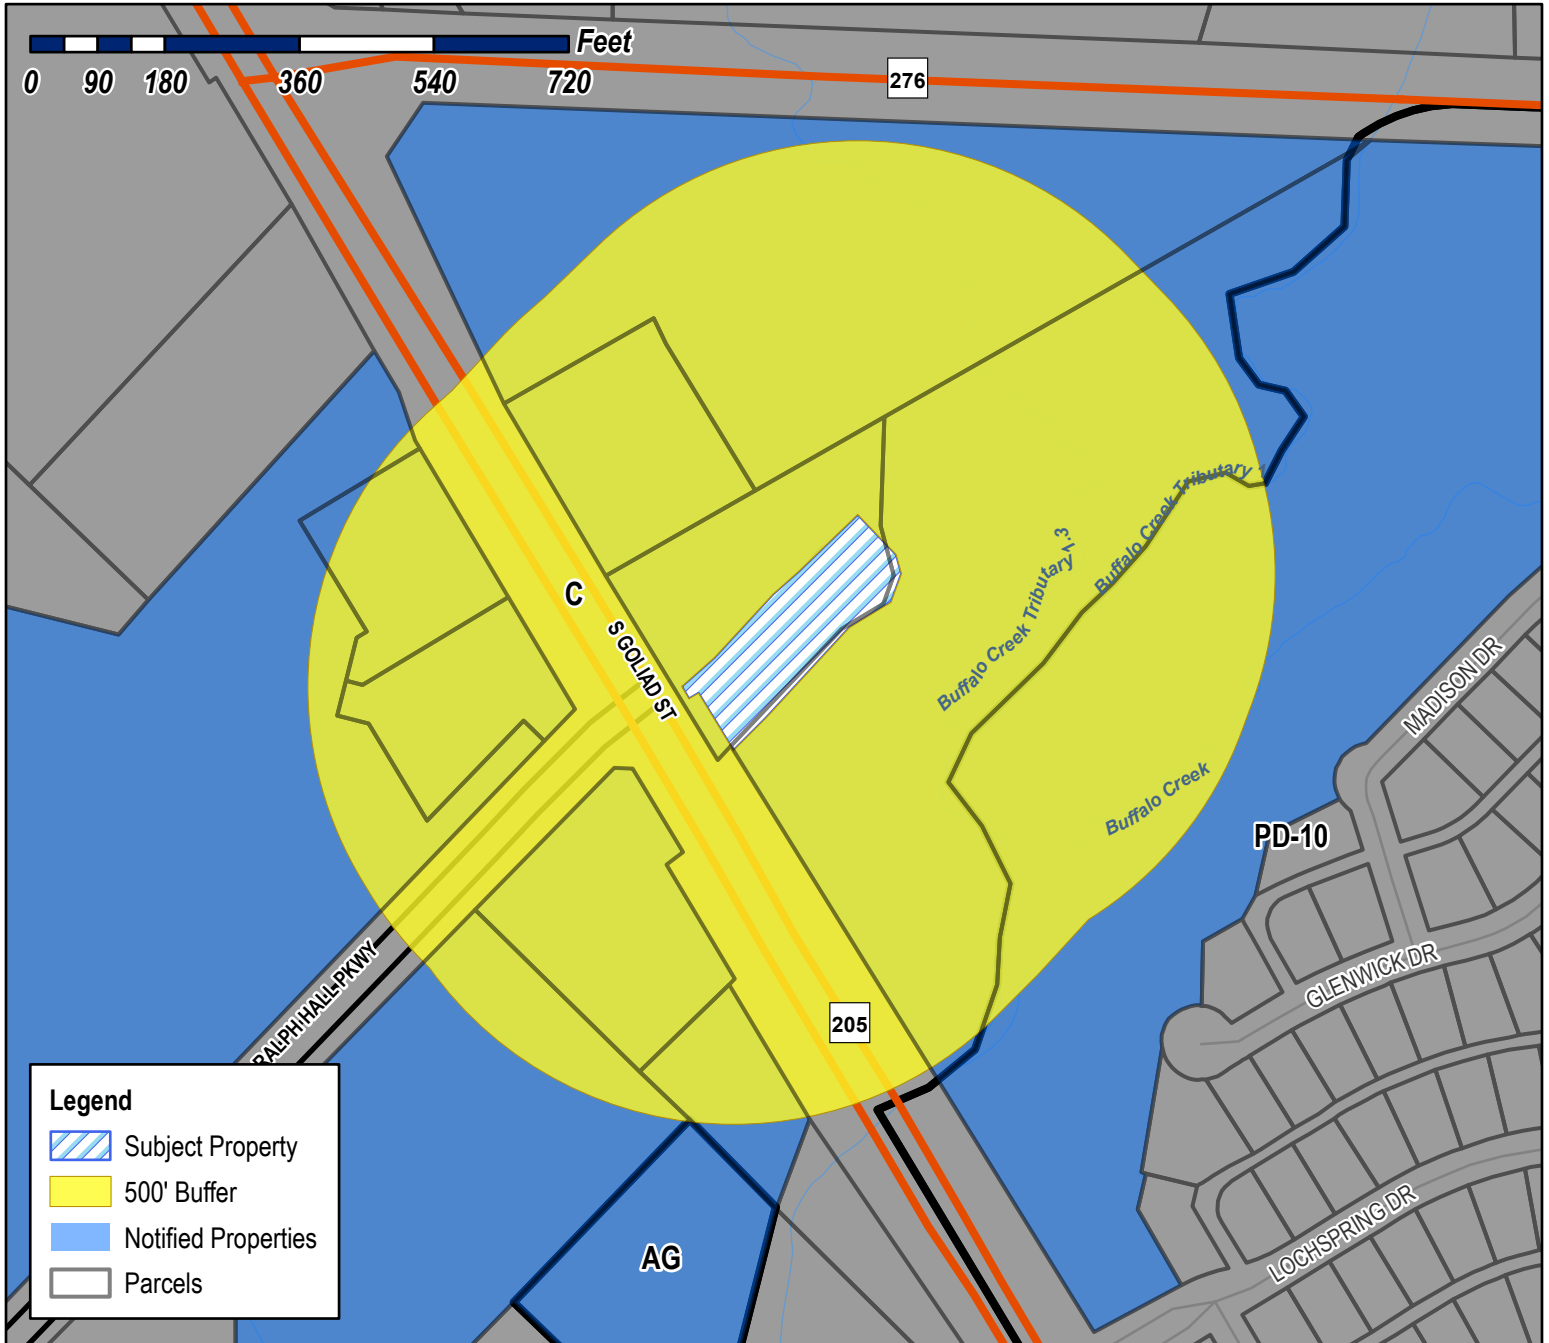 Feet
0 90 180 360 540 720
276
C
S GOLIAD ST
Buffalo Creek Tributary 1
Buffalo Creek Tributary 1.3
Buffalo Creek
MADISON DR
PD-10
GLENWICK DR
RALPH HALL PKWY
205
LOCHSPRING DR
AG
Legend
Subject Property
500' Buffer
Notified Properties
Parcels